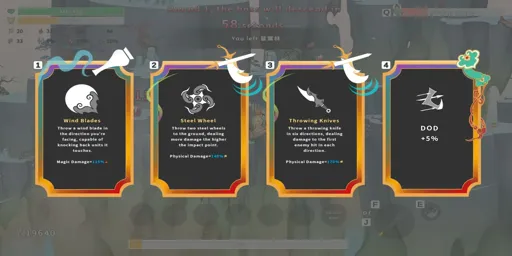 58
You left
1
2
3
4
Wind Blades
Throw a wind blade in
the direction you're
facing, capable of
knocking back units it
touches.
Magic Damage=
Steel Wheel
Throw two steel wheels
to the ground, dealing
more damage the higher
the impact point.
Physical Damage=
Throwing Knives
Throw a throwing knife
in six directions, dealing
damage to the first
enemy hit in each
direction.
Physical Damage=
DOD
+5%
F
E
J